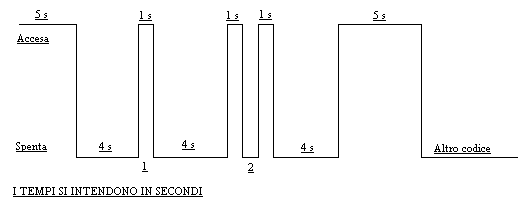 5 s 1 s 1 s 1 s 5 s
Accesa
Spenta 4 s 4 s 4 s Altro codice
1 2
I TEMPI SI INTENDONO IN SECONDI